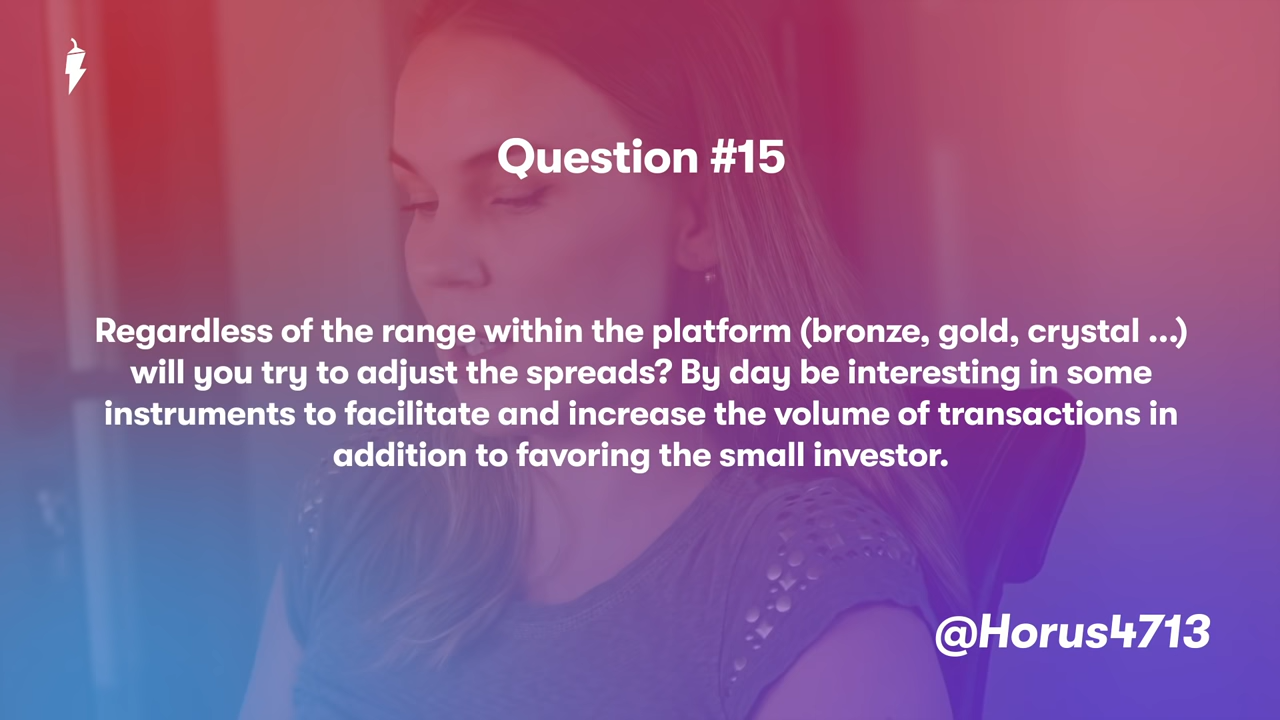 Question #15
Regardless of the range within the platform (bronze, gold, crystal ...)
will you try to adjust the spreads? By day be interesting in some
instruments to facilitate and increase the volume of transactions in
addition to favoring the small investor.
@Horus4713